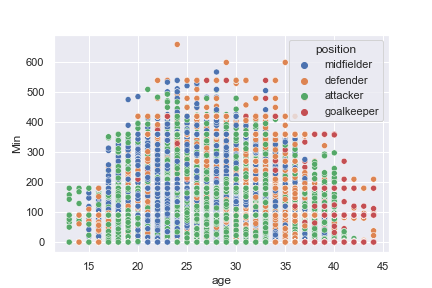 position
midfielder
defender
attacker
goalkeeper
Min
600
500
400
300
200
100
0
15 20 25 30 35 40 45
age